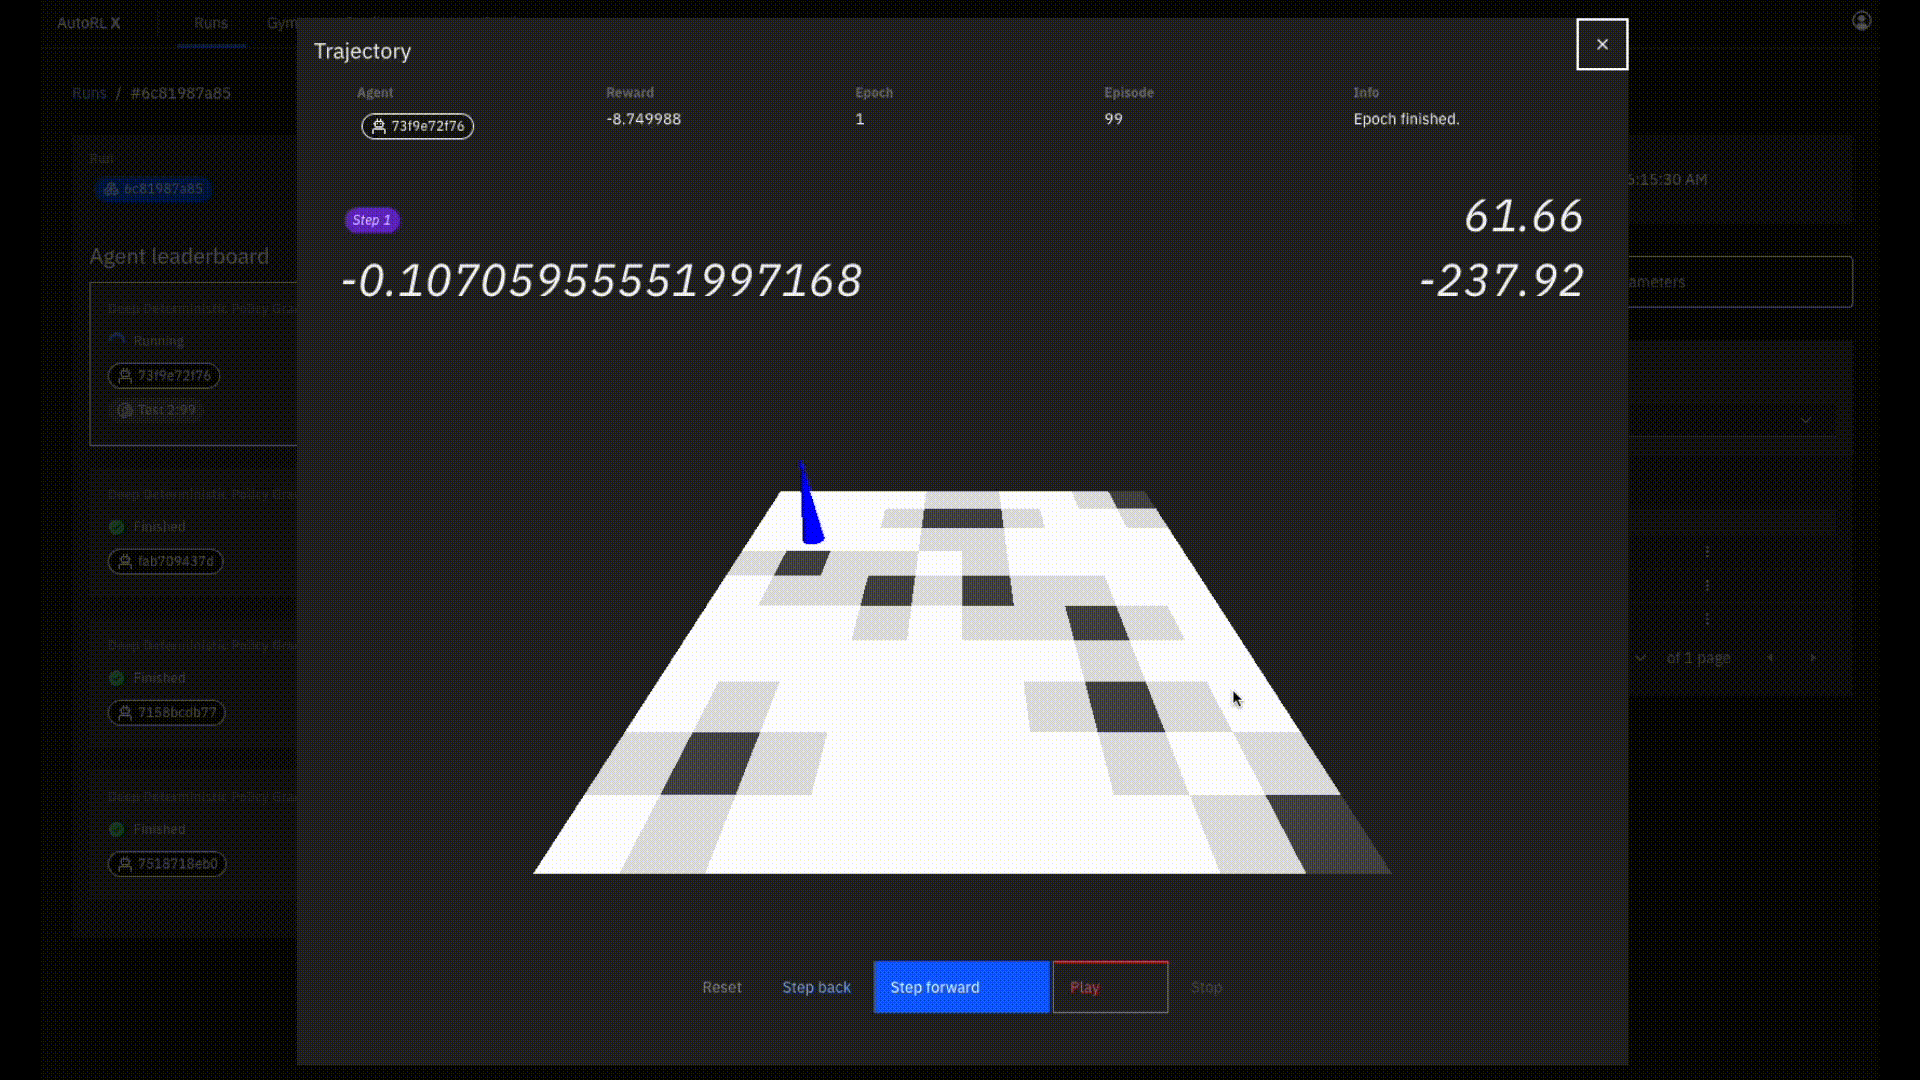 AutoRL X
Runs
Gym
Runs / #6c81987a85
Run
6c81987a85
6:15:30 AM
Agent leaderboard
ameters
Deep Deterministic Policy Gra
Running
73f9e72f76
Test 2:99
Deep Deterministic Policy Gra
Finished
fab709437d
Deep Deterministic Policy Gra
Finished
7158bcdb77
of 1 page
Deep Deterministic Policy Gra
Finished
7518718eb0
Trajectory
Agent
Reward
Epoch
Episode
Info
73f9e72f76
-8.749988
1
99
Epoch finished.
Step 1
61.66
-0.10705955551997168
-237.92
Reset
Step back
Step forward
Play
Stop